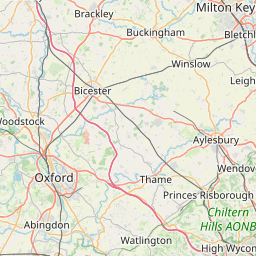 Brackley
Milton Key
Buckingham
Bletchl
Winslow
Bicester
Leigh
Woodstock
Aylesbury
Oxford
Wendov
Thame
Princes Risborough
Chiltern
Hills AONB
Abingdon
Watlington
High Wycom